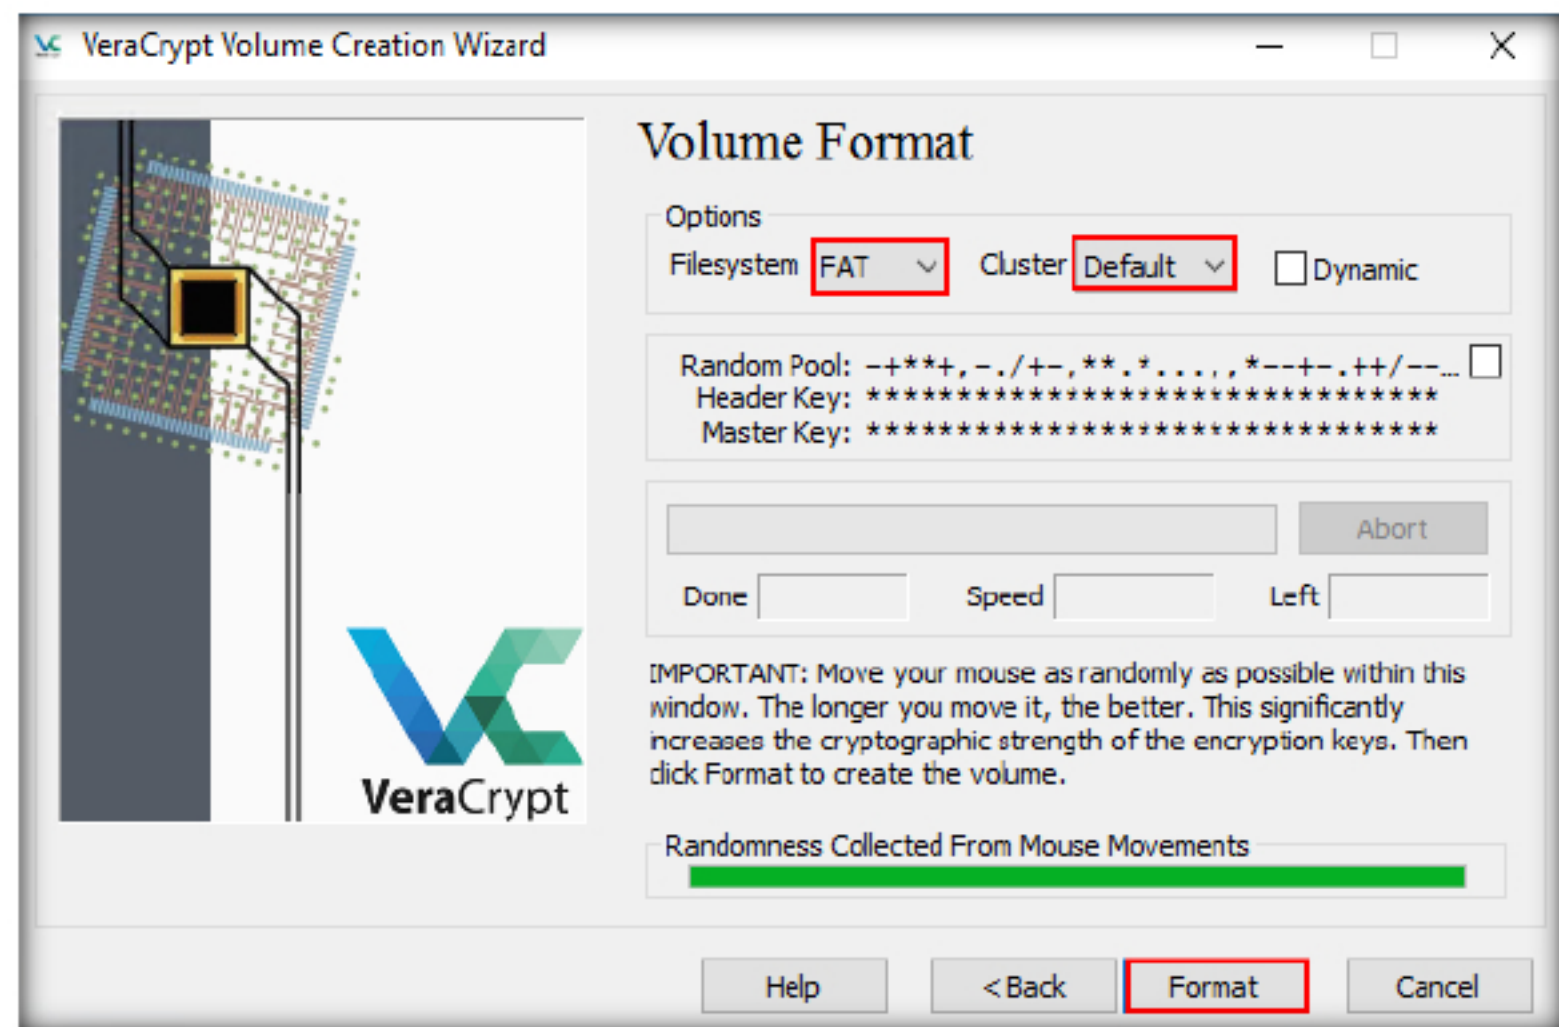 VeraCrypt Volume Creation Wizard
Volume Format
Options
Filesystem FAT Cluster Default Dynamic
Random Pool: -+**+,-./+-,**.*...,,*--+-.++/--...
Header Key: ********************************
Master Key: ********************************
Abort
Done Speed Left
IMPORTANT: Move your mouse as randomly as possible within this
window. The longer you move it, the better. This significantly
increases the cryptographic strength of the encryption keys. Then
click Format to create the volume.
VeraCrypt
Randomness Collected From Mouse Movements
Help < Back Format Cancel